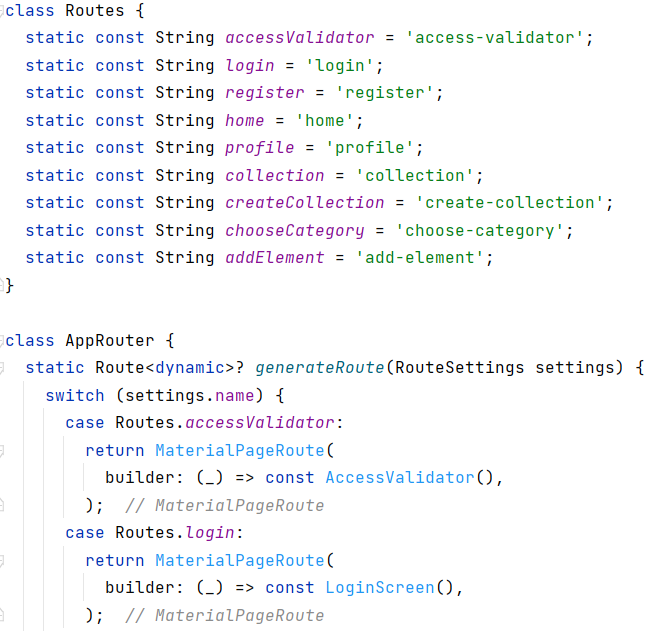 class Routes {
  static const String accessValidator = 'access-validator';
  static const String login = 'login';
  static const String register = 'register';
  static const String home = 'home';
  static const String profile = 'profile';
  static const String collection = 'collection';
  static const String createCollection = 'create-collection';
  static const String chooseCategory = 'choose-category';
  static const String addElement = 'add-element';
}
class AppRouter {
  static Route<dynamic>? generateRoute(RouteSettings settings) {
    switch (settings.name) {
      case Routes.accessValidator:
        return MaterialPageRoute(
          builder: (_) => const AccessValidator(),
        ); // MaterialPageRoute
      case Routes.login:
        return MaterialPageRoute(
          builder: (_) => const LoginScreen(),
        ); // MaterialPageRoute